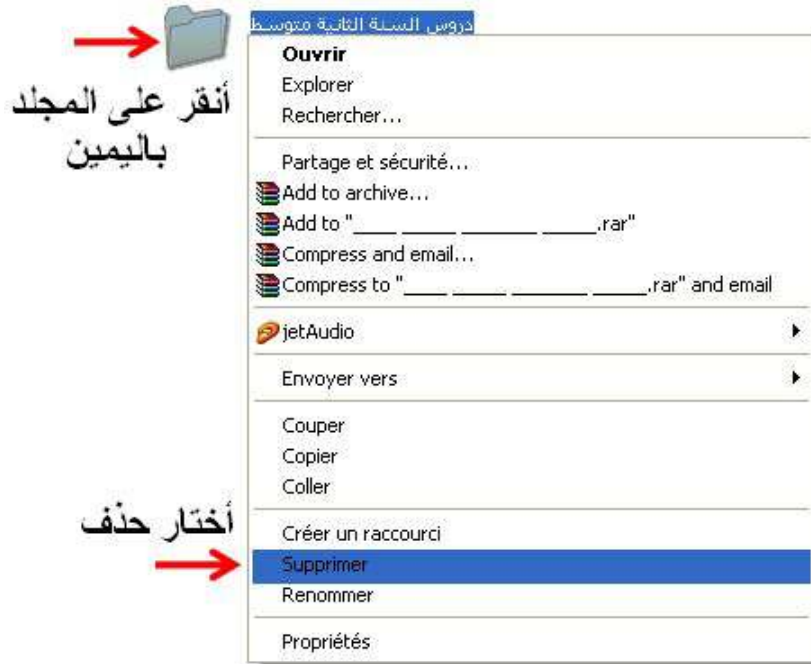 دروس السنة الثانية متوسط
أنقر على المجلد
باليمين
Ouvrir
Explorer
Rechercher...
Partage et sécurité...
Add to archive...
Add to "____ _____ _______ _____.rar"
Compress and email...
Compress to "____ _____ _______ _____.rar" and email
jetAudio
Envoyer vers
Couper
Copier
Coller
أختار حذف
Créer un raccourci
Supprimer
Renommer
Propriétés